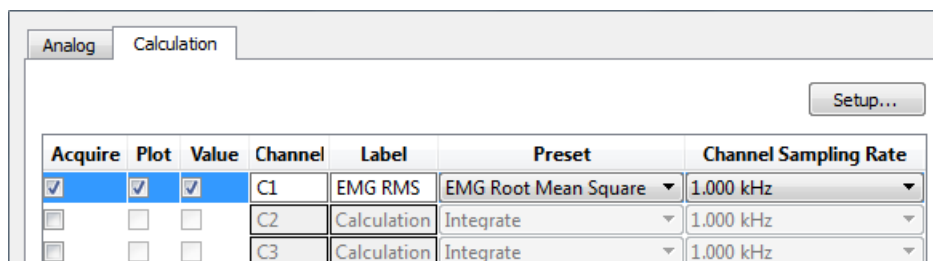 Analog Calculation
Setup...
Acquire Plot Value Channel Label Preset Channel Sampling Rate
C1 EMG RMS EMG Root Mean Square 1.000 kHz
C2 Calculation Integrate 1.000 kHz
C3 Calculation Integrate 1.000 kHz